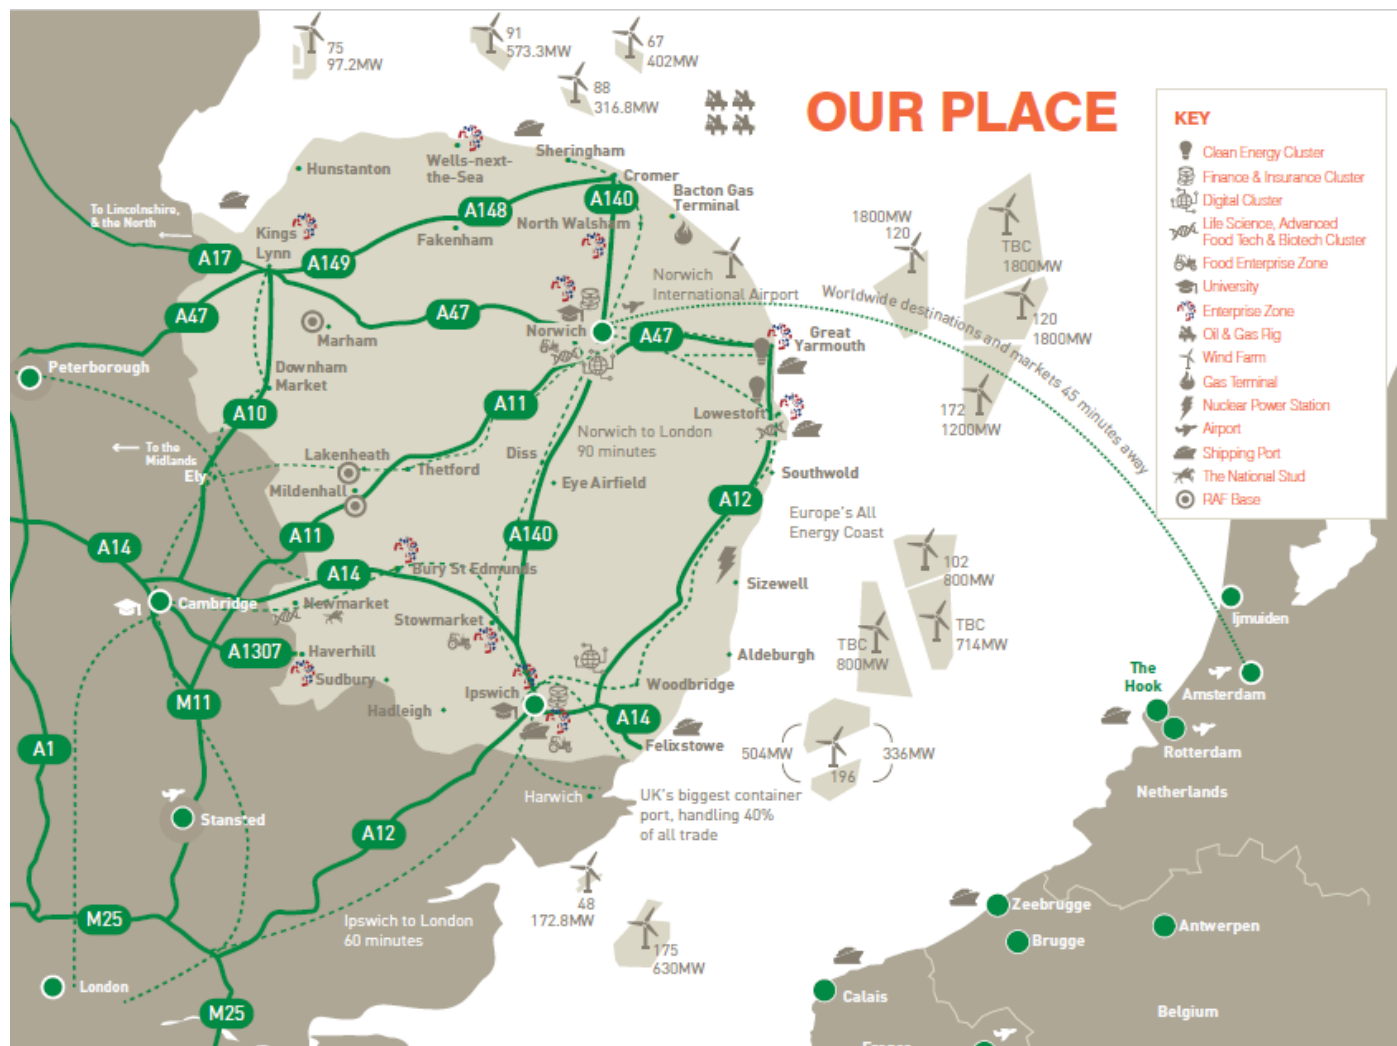 75
97.2MW
91
573.3MW
67
402MW
88
316.8MW
OUR PLACE
KEY
Clean Energy Cluster
Finance & Insurance Cluster
Digital Cluster
Life Science, Advanced
Food Tech & Biotech Cluster
Food Enterprise Zone
University
Enterprise Zone
Oil & Gas Rig
Wind Farm
Gas Terminal
Nuclear Power Station
Airport
Shipping Port
The National Stud
RAF Base
Hunstanton
Wells-next-
the-Sea
Sheringham
Cromer
Bacton Gas
Terminal
To Lincolnshire,
& the North
A148
A140
North Walsham
Fakenham
Kings
Lynn
A17
A149
1800MW
120
TBC
1800MW
Norwich
International Airport
Worldwide destinations and markets 45 minutes away
120
1800MW
A47
A47
Marham
Norwich
A47
Great
Yarmouth
Peterborough
Downham
Market
A10
A11
Lowestoft
172
1200MW
Norwich to London
90 minutes
To the
Midlands
Ely
Lakenheath
Thetford
Diss
Mildenhall
Eye Airfield
Southwold
A12
Europe's All
Energy Coast
A14
A11
A140
A14
Bury St Edmunds
102
800MW
Sizewell
Cambridge
Newmarket
Stowmarket
TBC
800MW
TBC
714MW
Ijmuiden
A1307
Haverhill
Sudbury
Aldeburgh
Ipswich
Woodbridge
The
Hook
Amsterdam
M11
Hadleigh
A14
Felixstowe
A1
504MW
336MW
196
Rotterdam
Netherlands
Harwich
UK's biggest container
port, handling 40%
of all trade
Stansted
A12
48
172.8MW
M25
Ipswich to London
60 minutes
175
630MW
Zeebrugge
Brugge
Antwerpen
London
M25
Calais
Belgium